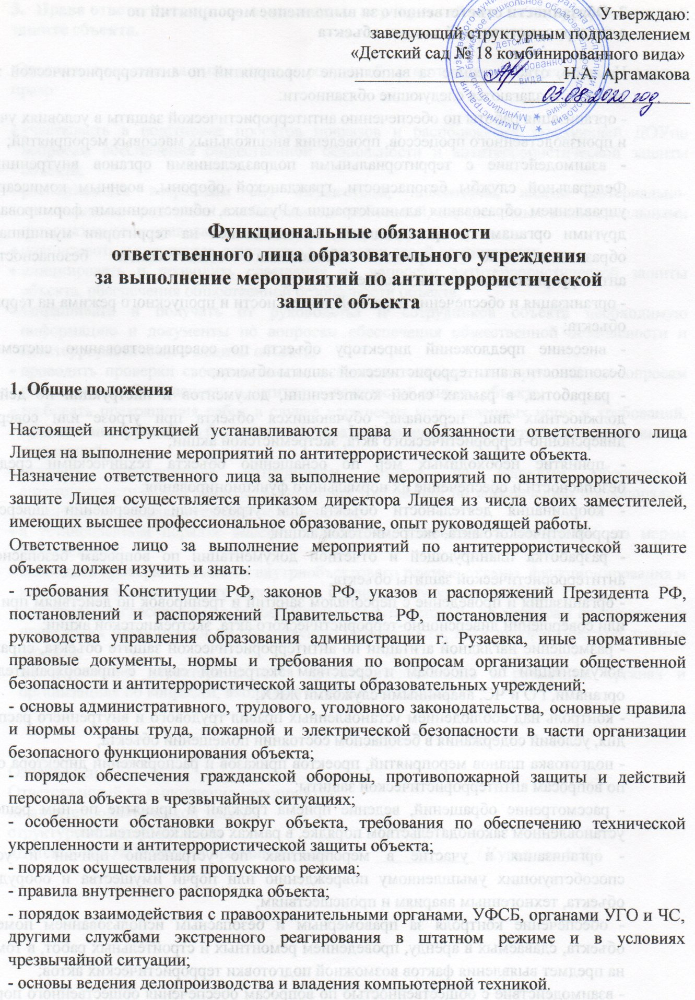 Утверждаю:
заведующий структурным подразделением
«Детский сад № 18 комбинированного вида»
Н.А. Аргамакова
03.08.2020 год.
детский сад
комбинированного
вида
Функциональные обязанности
ответственного лица образовательного учреждения
за выполнение мероприятий по антитеррористической
защите объекта
1. Общие положения
Настоящей инструкцией устанавливаются права и обязанности ответственного лица
Лицея на выполнение мероприятий по антитеррористической защите объекта.
Назначение ответственного лица за выполнение мероприятий по антитеррористической
защите Лицея осуществляется приказом директора Лицея из числа своих заместителей,
имеющих высшее профессиональное образование, опыт руководящей работы.
Ответственное лицо за выполнение мероприятий по антитеррористической защите
объекта должен изучить и знать:
- требования Конституции РФ, законов РФ, указов и распоряжений Президента РФ,
постановлений и распоряжений Правительства РФ, постановления и распоряжения
руководства управления образования администрации г. Рузаевка, иные нормативные
правовые документы, нормы и требования по вопросам организации общественной
безопасности и антитеррористической защиты образовательных учреждений;
- основы административного, трудового, уголовного законодательства, основные правила
и нормы охраны труда, пожарной и электрической безопасности в части организации
безопасного функционирования объекта;
- порядок обеспечения гражданской обороны, противопожарной защиты и действий
персонала объекта в чрезвычайных ситуациях;
- особенности обстановки вокруг объекта, требования по обеспечению технической
укрепленности и антитеррористической защиты объекта;
- порядок осуществления пропускного режима;
- правила внутреннего распорядка объекта;
- порядок взаимодействия с правоохранительными органами, УФСБ, органами УГО и ЧС,
другими службами экстренного реагирования в штатном режиме и в условиях
чрезвычайной ситуации;
- основы ведения делопроизводства и владения компьютерной техникой.